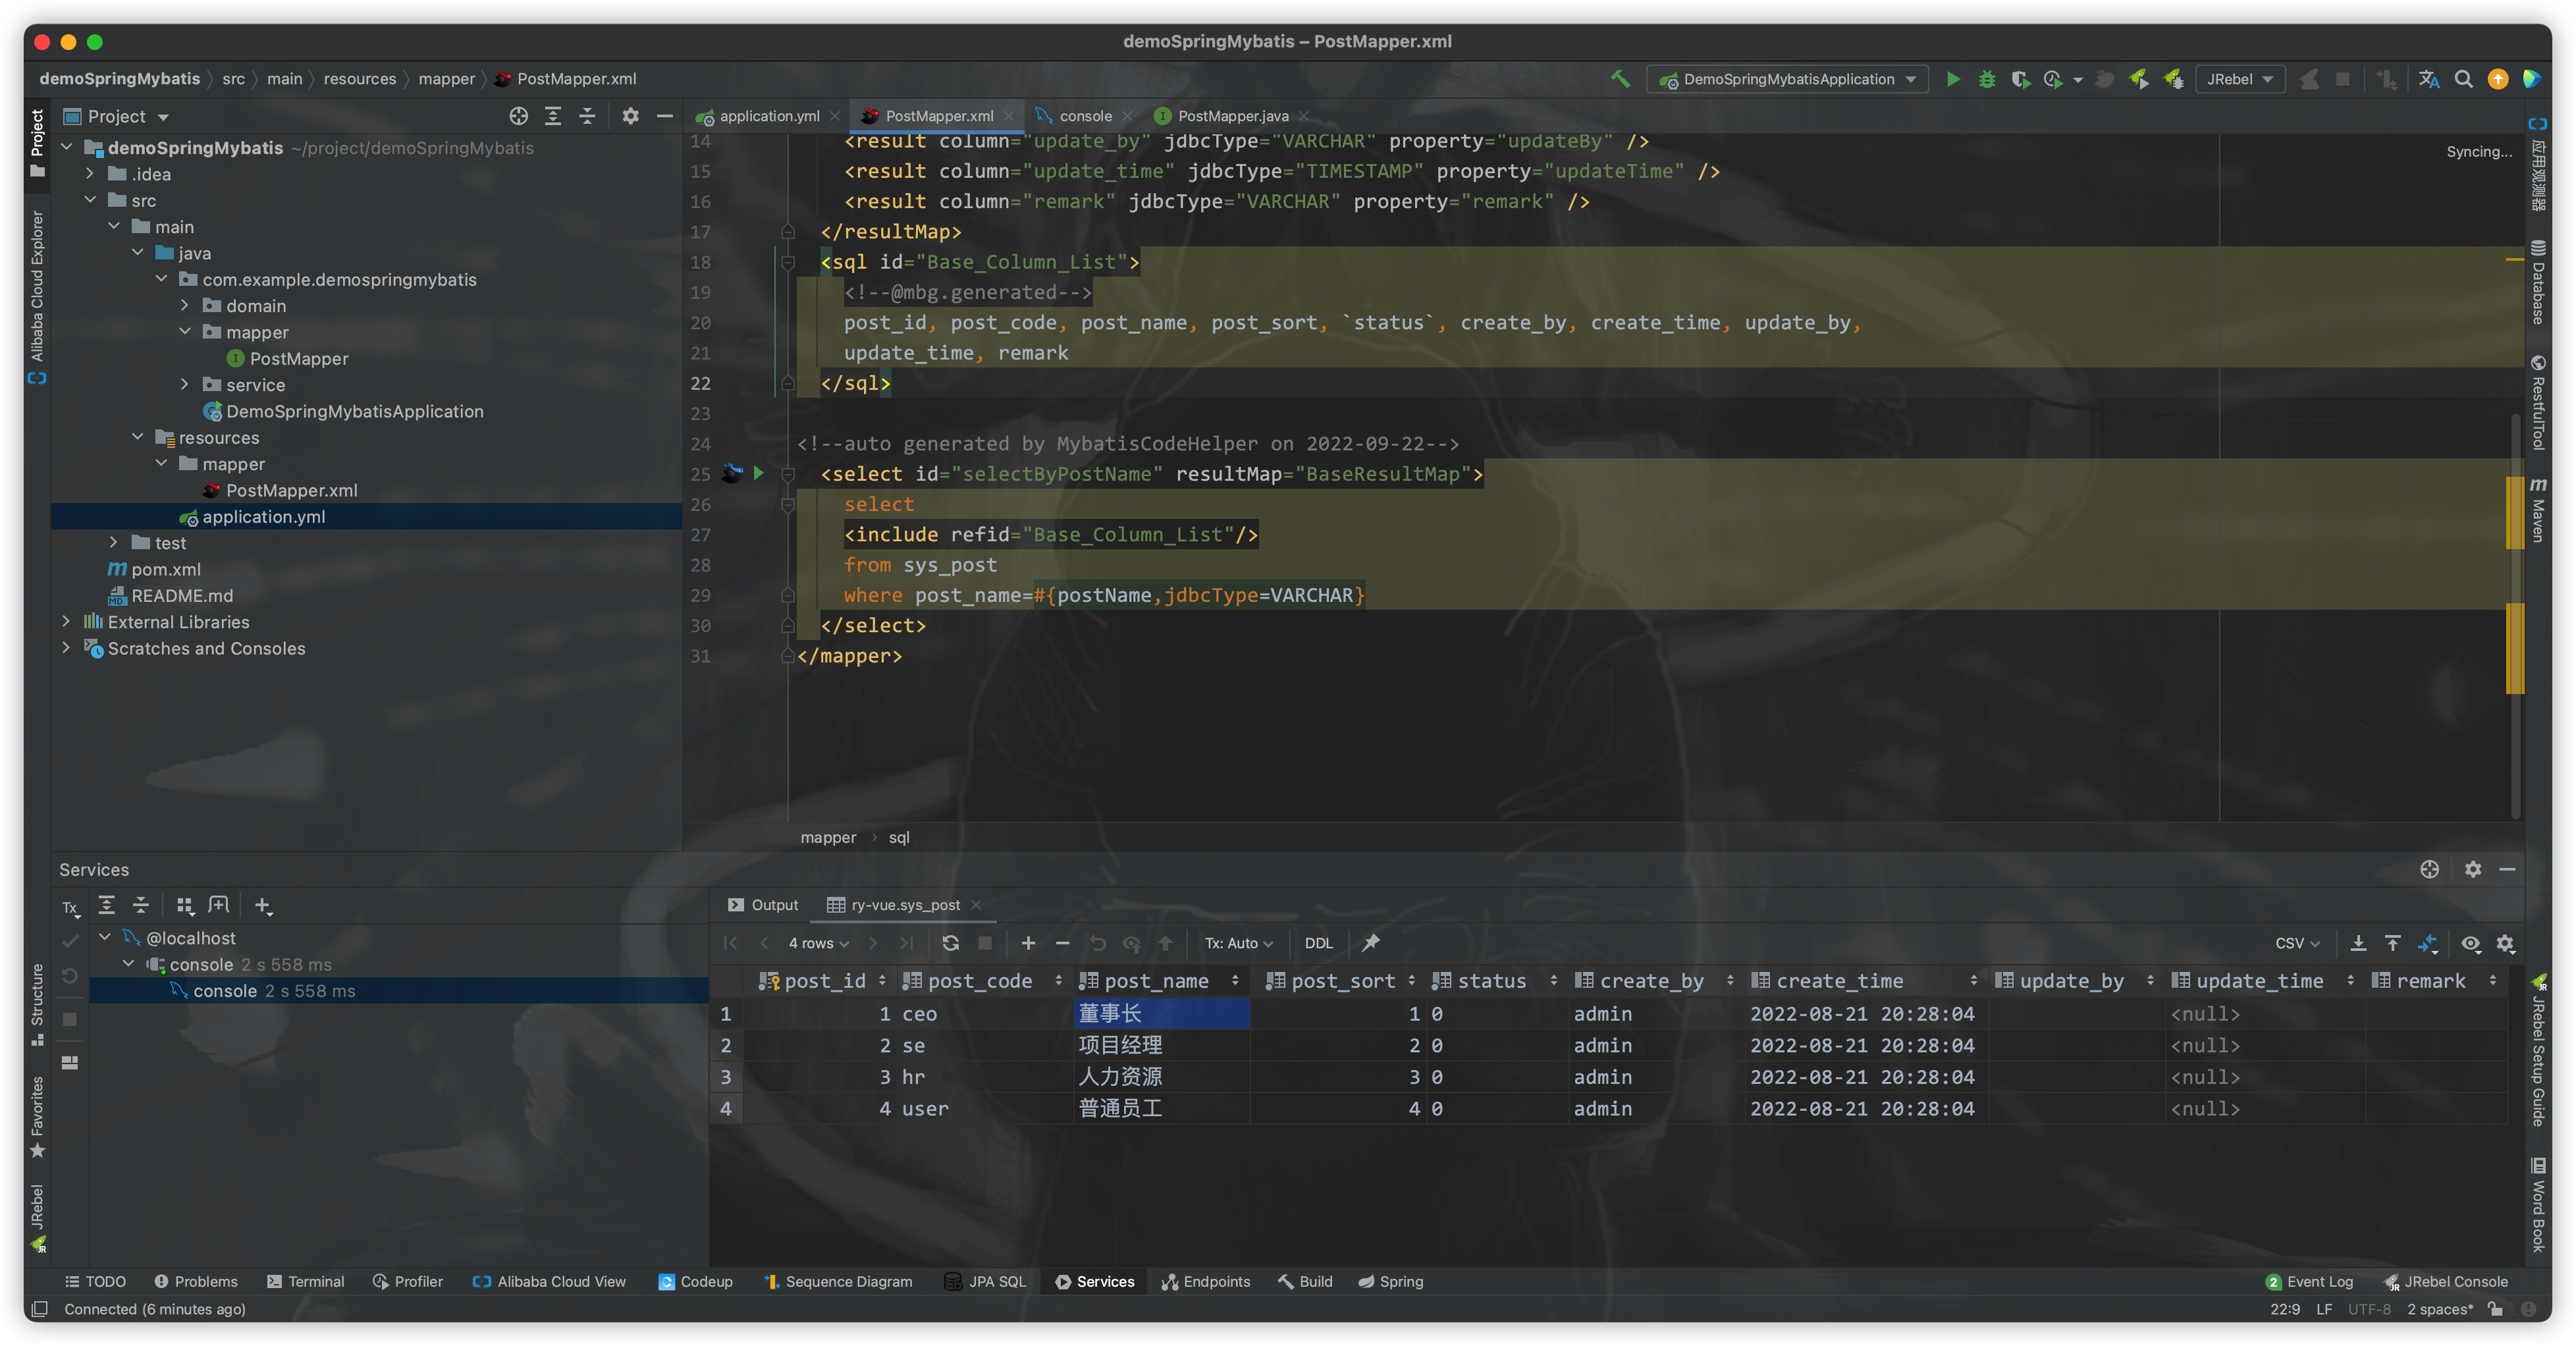 demoSpringMybatis – PostMapper.xml
demoSpringMybatis src main resources mapper PostMapper.xml
DemoSpringMybatisApplication
JRebel
Project
application.yml
PostMapper.xml
console
PostMapper.java
Project
Alibaba Cloud Explorer
Structure
Favorites
JRebel
demoSpringMybatis ~/project/demoSpringMybatis
.idea
src
main
java
com.example.demospringmybatis
domain
mapper
PostMapper
service
DemoSpringMybatisApplication
resources
mapper
PostMapper.xml
application.yml
test
pom.xml
README.md
External Libraries
Scratches and Consoles
Syncing...
14 <result column="update_by" jdbcType="VARCHAR" property="updateBy" />
15 <result column="update_time" jdbcType="TIMESTAMP" property="updateTime" />
16 <result column="remark" jdbcType="VARCHAR" property="remark" />
17 </resultMap>
18 <sql id="Base_Column_List">
19 <!--@mbg.generated-->
20 post_id, post_code, post_name, post_sort, `status`, create_by, create_time, update_by,
21 update_time, remark
22 </sql>
23
24 <!--auto generated by MybatisCodeHelper on 2022-09-22-->
25 <select id="selectByPostName" resultMap="BaseResultMap">
26 select
27 <include refid="Base_Column_List"/>
28 from sys_post
29 where post_name=#{postName,jdbcType=VARCHAR}
30 </select>
31 </mapper>
mapper sql
应用观测器
Database
RestfulTool
Maven
JRebel Setup Guide
Word Book
Services
Tx
@localhost
console 2 s 558 ms
console 2 s 558 ms
Output
ry-vue.sys_post
4 rows
Tx: Auto
DDL
CSV
post_id post_code post_name post_sort status create_by create_time update_by update_time remark
1 1 ceo 董事长 1 0 admin 2022-08-21 20:28:04 <null>
2 2 se 项目经理 2 0 admin 2022-08-21 20:28:04 <null>
3 3 hr 人力资源 3 0 admin 2022-08-21 20:28:04 <null>
4 4 user 普通员工 4 0 admin 2022-08-21 20:28:04 <null>
TODO Problems Terminal Profiler Alibaba Cloud View Codeup Sequence Diagram JPA SQL Services Endpoints Build Spring 2 Event Log JRebel Console
Connected (6 minutes ago) 22:9 LF UTF-8 2 spaces*